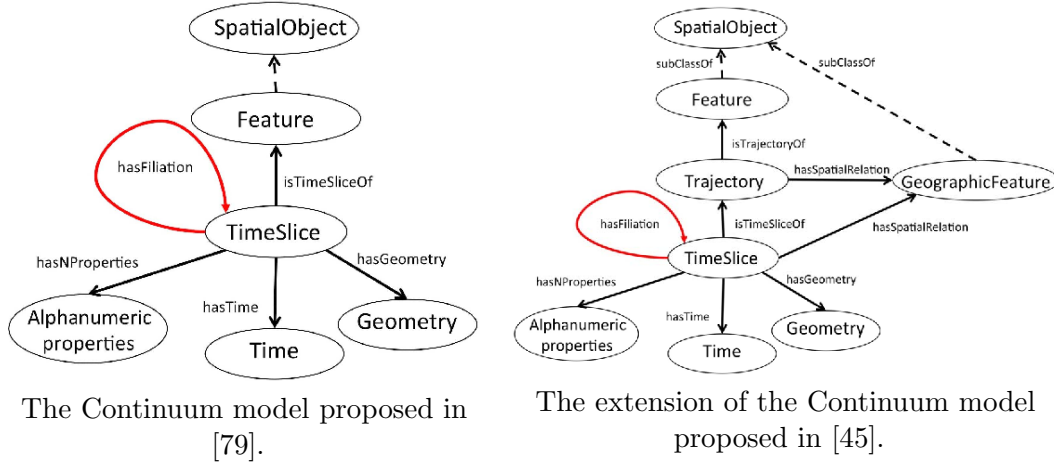 SpatialObject
Feature
hasFiliation
isTimeSliceOf
TimeSlice
hasNProperties
hasGeometry
hasTime
Alphanumeric
properties
Geometry
Time
The Continuum model proposed in
[79].
SpatialObject
subClassOf
subClassOf
Feature
isTrajectoryOf
Trajectory
hasSpatialRelation
GeographicFeature
hasFiliation
isTimeSliceOf
hasSpatialRelation
TimeSlice
hasNProperties
hasGeometry
hasTime
Alphanumeric
properties
Geometry
Time
The extension of the Continuum model
proposed in [45].